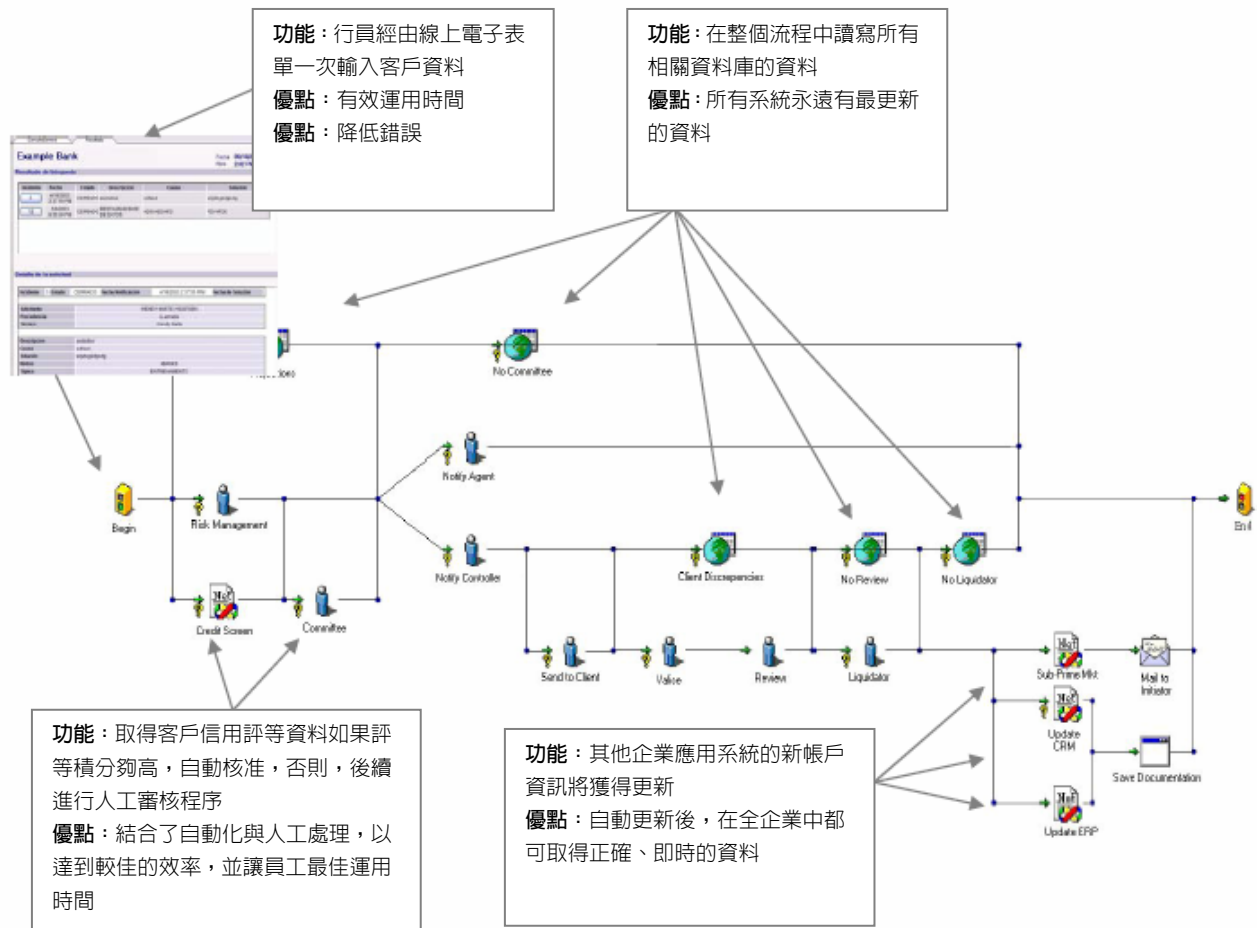 功能：行員經由線上電子表
單一次輸入客戶資料
優點：有效運用時間
優點：降低錯誤
功能：在整個流程中讀寫所有
相關資料庫的資料
優點：所有系統永遠有最更新
的資料
Example Bank
No Committee
Notify Agent
Begin
Risk Management
End
Notify Controller
Client Discrepancies
No Review
No Liquidator
Credit Screen
Committee
Send to Client
Valise
Review
Liquidator
Sub-Prime Mkt
Mail to
Initiator
Update
CRM
Save Documentation
Update ERP
功能：取得客戶信用評等資料如果評
等積分夠高，自動核准，否則，後續
進行人工審核程序
優點：結合了自動化與人工處理，以
達到較佳的效率，並讓員工最佳運用
時間
功能：其他企業應用系統的新帳戶
資訊將獲得更新
優點：自動更新後，在全企業中都
可取得正確、即時的資料